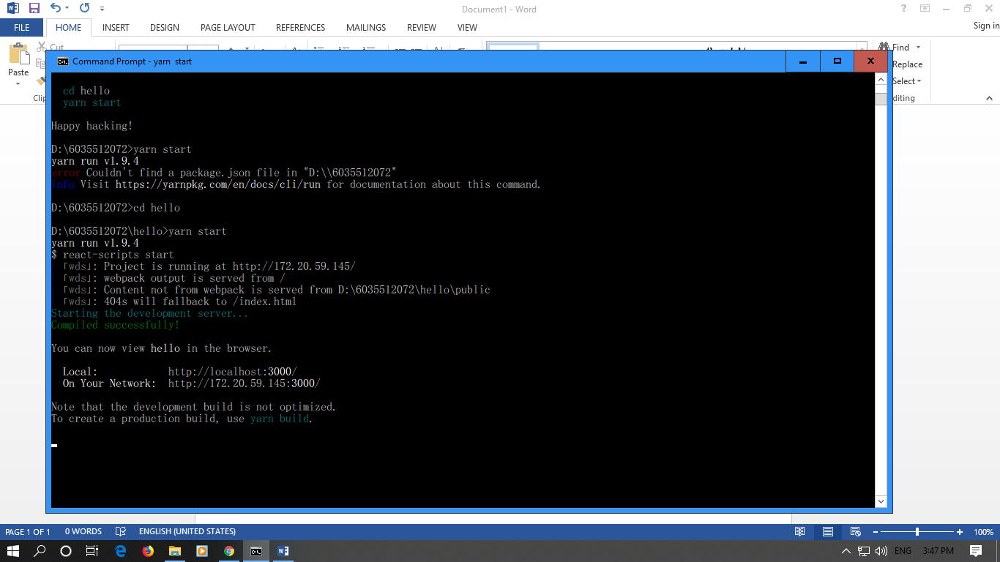 Document1 - Word
FILE HOME INSERT DESIGN PAGE LAYOUT REFERENCES MAILINGS REVIEW VIEW Sign in
Cut
Paste
Find
Replace
Select
Command Prompt - yarn start
cd hello
yarn start
Happy hacking!
D:\6035512072>yarn start
yarn run v1.9.4
error Couldn't find a package.json file in "D:\\6035512072"
info Visit https://yarnpkg.com/en/docs/cli/run for documentation about this command.
D:\6035512072>cd hello
D:\6035512072\hello>yarn start
yarn run v1.9.4
$ react-scripts start
「wds」: Project is running at http://172.20.59.145/
「wds」: webpack output is served from /
「wds」: Content not from webpack is served from D:\6035512072\hello\public
「wds」: 404s will fallback to /index.html
Starting the development server...
Compiled successfully!
You can now view hello in the browser.
Local: http://localhost:3000/
On Your Network: http://172.20.59.145:3000/
Note that the development build is not optimized.
To create a production build, use yarn build.
PAGE 1 OF 1 0 WORDS ENGLISH (UNITED STATES) 100%
ENG 3:47 PM